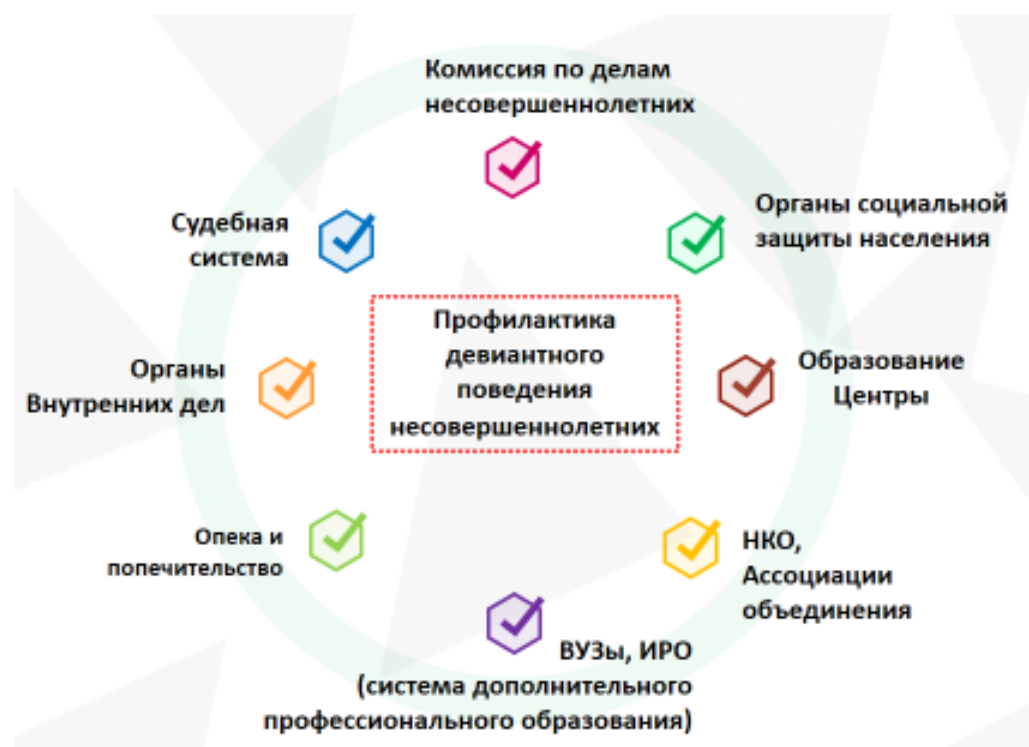 Комиссия по делам
несовершеннолетних
Судебная
система
Органы социальной
защиты населения
Профилактика
девиантного
поведения
несовершеннолетних
Органы
Внутренних дел
Образование
Центры
Опека и
попечительство
НКО,
Ассоциации
объединения
ВУЗы, ИРО
(система дополнительного
профессионального образования)